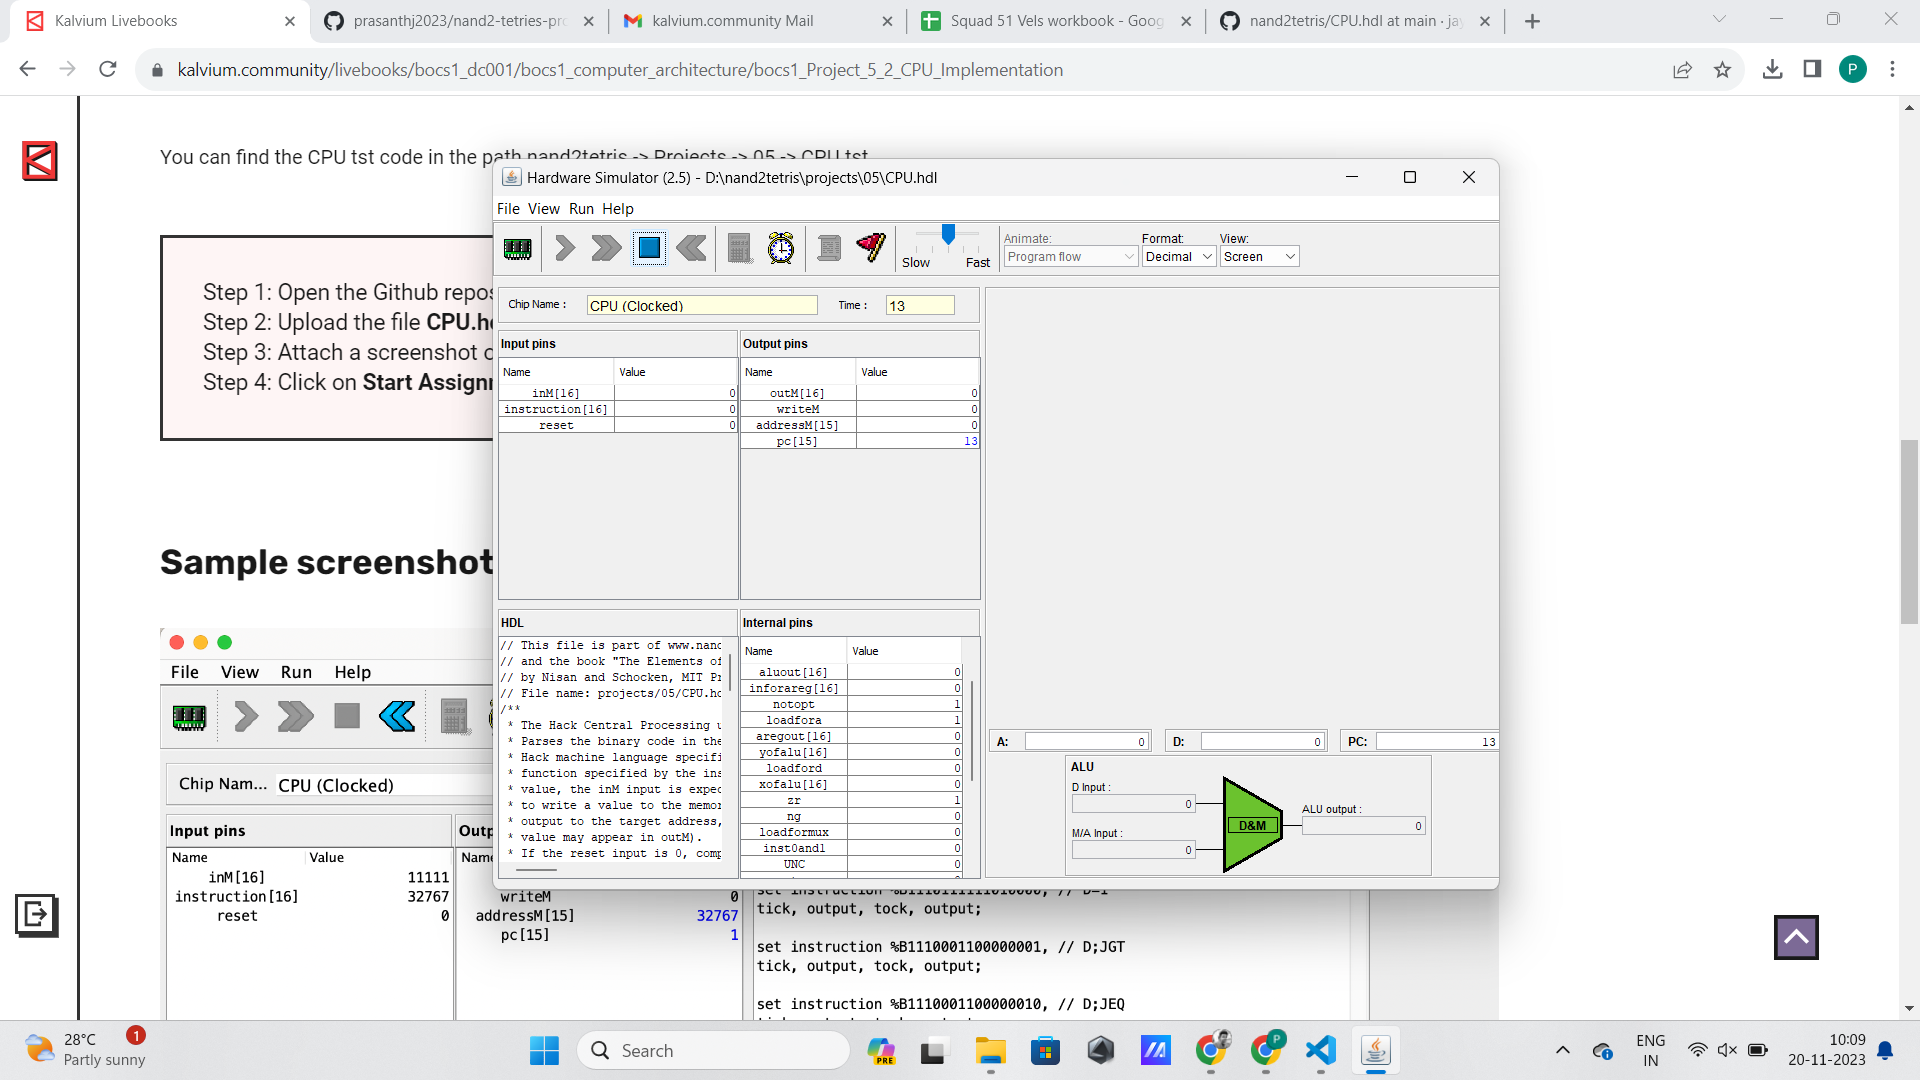 Kalvium Livebooks
prasanthj2023/nand2-tetries-pro
kalvium.community Mail
Squad 51 Vels workbook - Goog
nand2tetris/CPU.hdl at main · jay
kalvium.community/livebooks/bocs1_dc001/bocs1_computer_architecture/bocs1_Project_5_2_CPU_Implementation
P
You can find the CPU tst code in the path nand2tetris -> Projects -> 05 -> CPU.tst
Hardware Simulator (2.5) - D:\nand2tetris\projects\05\CPU.hdl
File View Run Help
Slow Fast
Animate: Format: View:
Program flow Decimal Screen
Chip Name : CPU (Clocked) Time : 13
Input pins
Name Value
inM[16] 0
instruction[16] 0
reset 0
Output pins
Name Value
outM[16] 0
writeM 0
addressM[15] 0
pc[15] 13
Step 1: Open the Github repos
Step 2: Upload the file CPU.h
Step 3: Attach a screenshot
Step 4: Click on Start Assign
Sample screenshot
HDL
// This file is part of www.nand
// and the book "The Elements of
// by Nisan and Schocken, MIT Pr
// File name: projects/05/CPU.hd
/**
* The Hack Central Processing u
* Parses the binary code in the
* Hack machine language specifi
* function specified by the ins
* value, the inM input is expec
* to write a value to the memor
* output to the target address,
* value may appear in outM).
* If the reset input is 0, comp
Internal pins
Name Value
aluout[16] 0
inforareg[16] 0
notopt 1
loadfora 1
aregout[16] 0
yofalu[16] 0
loadford 0
xofalu[16] 0
zr 1
ng 0
loadformux 0
inst0and1 0
UNC 0
A: 0 D: 0 PC: 13
ALU
D Input :
0
M/A Input :
0
D&M
ALU output :
0
File View Run Help
Chip Nam... CPU (Clocked)
Input pins
Name Value
inM[16] 11111
instruction[16] 32767
reset 0
Outp
Name
writeM 0
addressM[15] 32767
pc[15] 1
tick, output, tock, output;
set instruction %B1110001100000001, // D;JGT
tick, output, tock, output;
set instruction %B1110001100000010, // D;JEQ
28°C
1
Partly sunny
Search
PRE
P
ENG
IN
10:09
20-11-2023